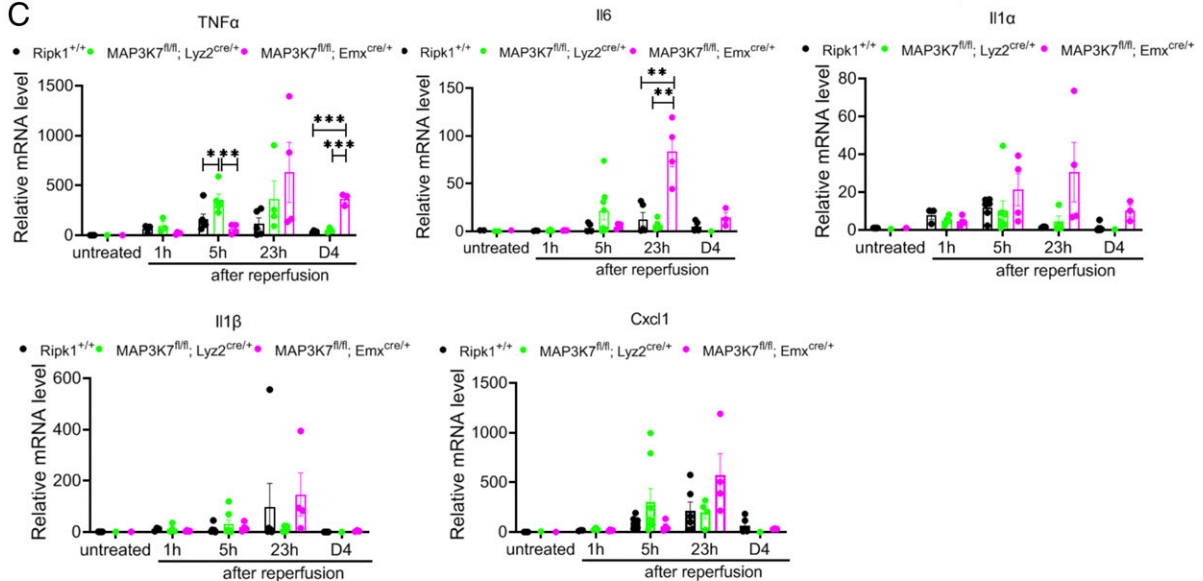 C
TNFα
Ripk1+/+ MAP3K7fl/fl; Lyz2cre/+ MAP3K7fl/fl; Emxcre/+
Relative mRNA level
1500
1000
500
0
*** ***
* **
untreated 1h 5h 23h D4
after reperfusion
Il6
Ripk1+/+ MAP3K7fl/fl; Lyz2cre/+ MAP3K7fl/fl; Emxcre/+
Relative mRNA level
150
100
50
0
**
**
untreated 1h 5h 23h D4
after reperfusion
Il1α
Ripk1+/+ MAP3K7fl/fl; Lyz2cre/+ MAP3K7fl/fl; Emxcre/+
Relative mRNA level
80
60
40
20
0
untreated 1h 5h 23h D4
after reperfusion
Il1β
Ripk1+/+ MAP3K7fl/fl; Lyz2cre/+ MAP3K7fl/fl; Emxcre/+
Relative mRNA level
600
400
200
0
untreated 1h 5h 23h D4
after reperfusion
Cxcl1
Ripk1+/+ MAP3K7fl/fl; Lyz2cre/+ MAP3K7fl/fl; Emxcre/+
Relative mRNA level
1500
1000
500
0
untreated 1h 5h 23h D4
after reperfusion